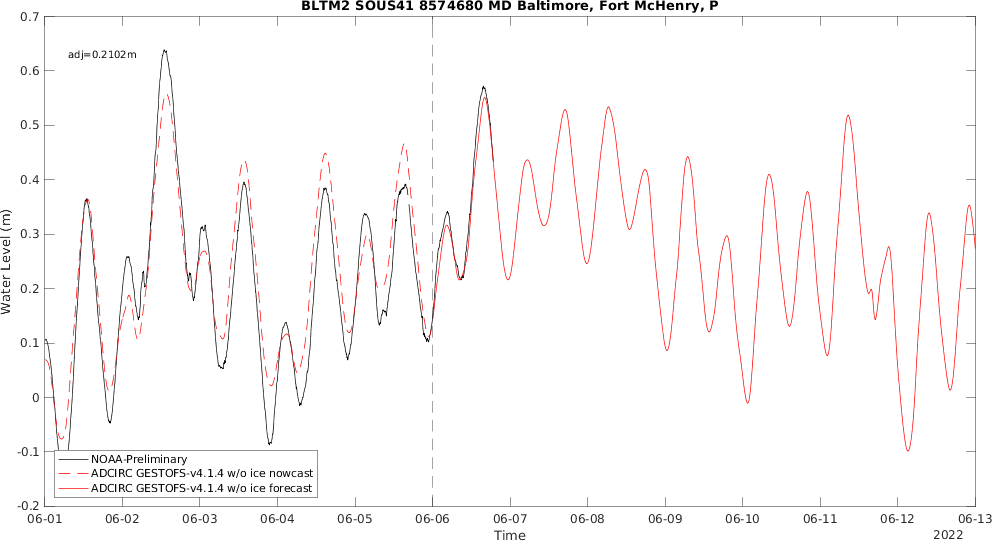 BLTM2 SOUS41 8574680 MD Baltimore, Fort McHenry, P
adj=0.2102m
0.7
0.6
0.5
0.4
0.3
0.2
0.1
0
-0.1
-0.2
Water Level (m)
NOAA-Preliminary
ADCIRC GESTOFS-v4.1.4 w/o ice nowcast
ADCIRC GESTOFS-v4.1.4 w/o ice forecast
06-01 06-02 06-03 06-04 06-05 06-06 06-07 06-08 06-09 06-10 06-11 06-12 06-13
Time
2022